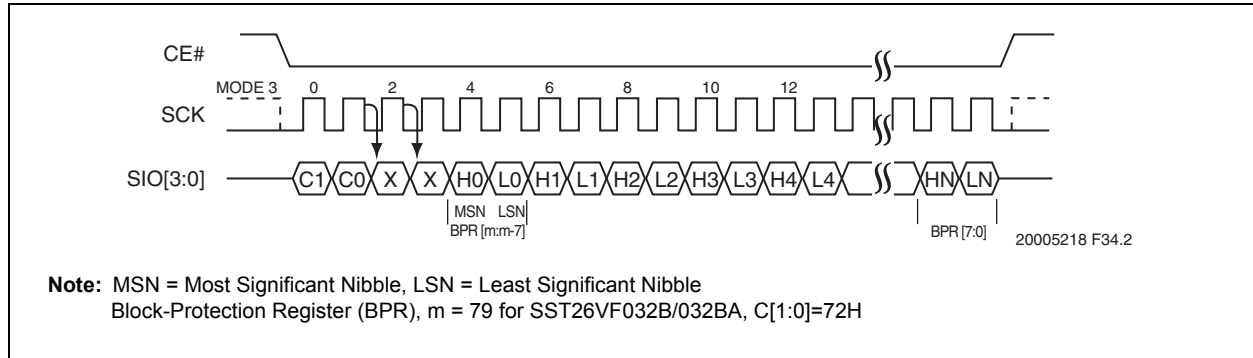 CE#
MODE 3 0 2 4 6 8 10 12
SCK
SIO[3:0] C1 C0 X X H0 L0 H1 L1 H2 L2 H3 L3 H4 L4 HN LN
MSN LSN
BPR [m:m-7]
BPR [7:0]
20005218 F34.2
Note: MSN = Most Significant Nibble, LSN = Least Significant Nibble
Block-Protection Register (BPR), m = 79 for SST26VF032B/032BA, C[1:0]=72H